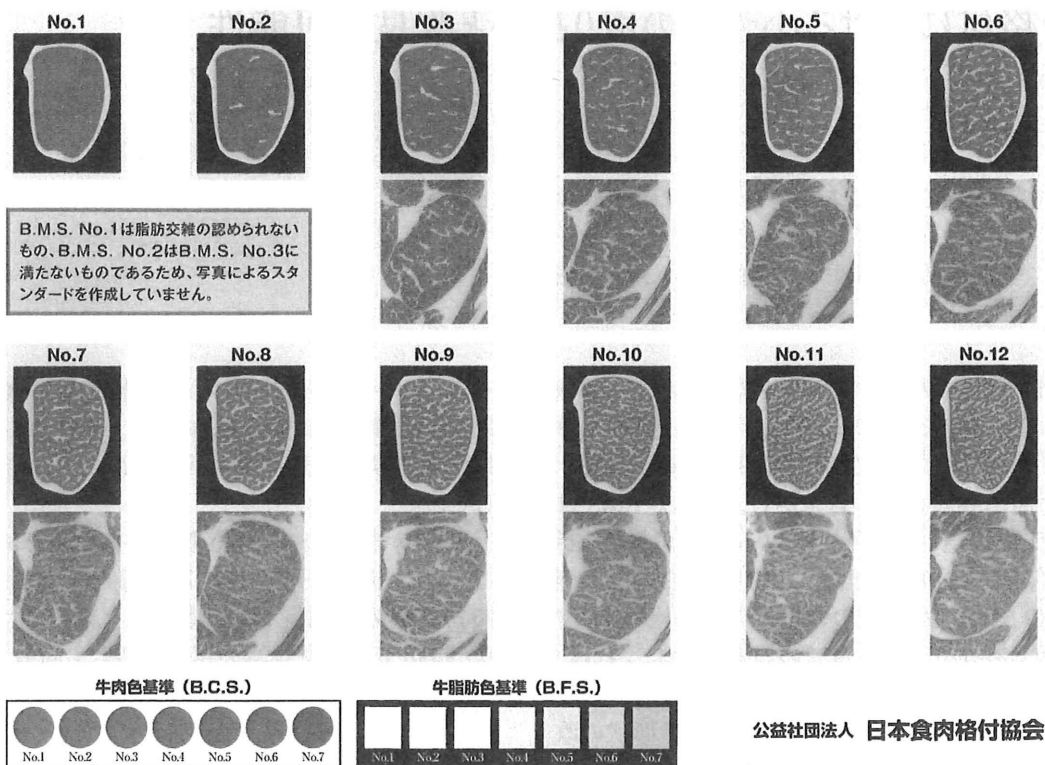 No.1 No.2 No.3 No.4 No.5 No.6
B.M.S. No.1は脂肪交雑の認められない
もの、B.M.S. No.2はB.M.S. No.3に
満たないものであるため、写真によるスタ
ンダードを作成していません。
No.7 No.8 No.9 No.10 No.11 No.12
牛肉色基準（B.C.S.）
No.1 No.2 No.3 No.4 No.5 No.6 No.7
牛脂肪色基準（B.F.S.）
No.1 No.2 No.3 No.4 No.5 No.6 No.7
公益社団法人 日本食肉格付協会